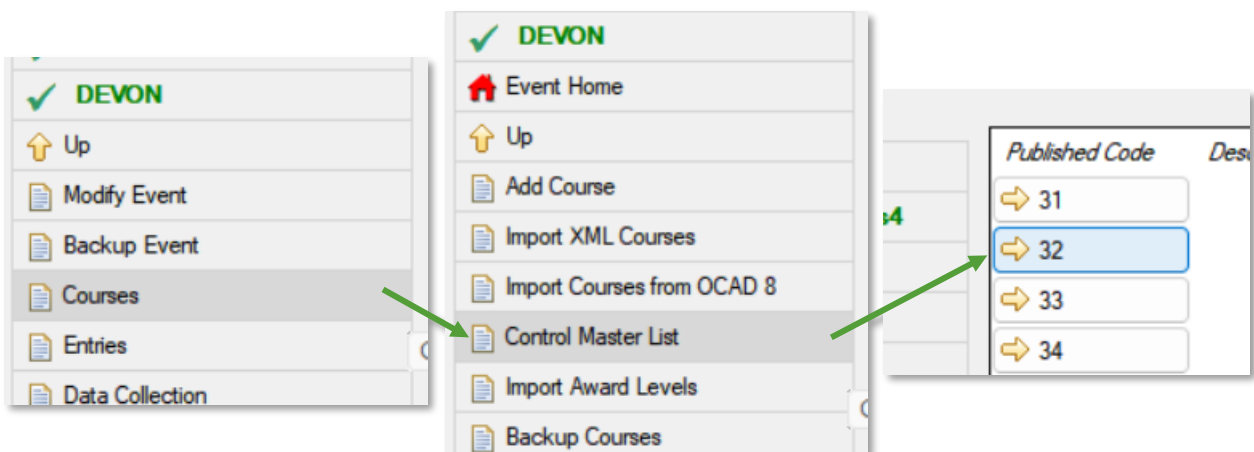 DEVON
Up
Modify Event
Backup Event
Courses
Entries
Data Collection
DEVON
Event Home
Up
Add Course
Import XML Courses
Import Courses from OCAD 8
Control Master List
Import Award Levels
Backup Courses
s4
Published Code Des
31
32
33
34